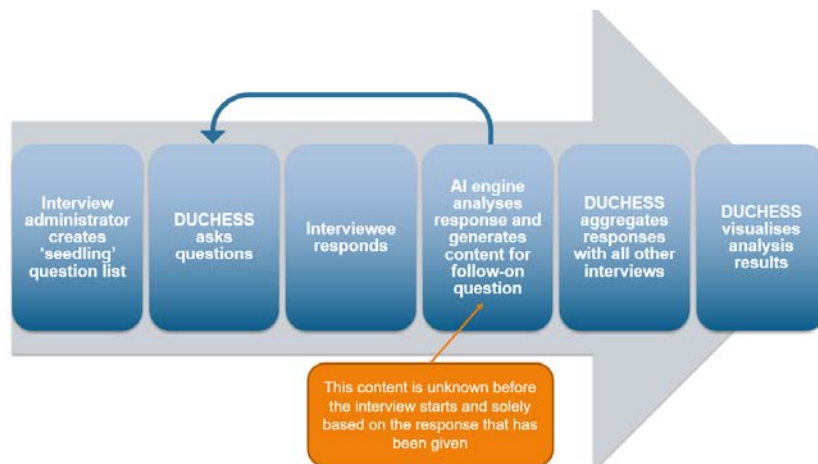 Interview
administrator
creates
‘seedling’
question list
DUCHESS
asks
questions
Interviewee
responds
AI engine
analyses
response and
generates
content for
follow-on
question
DUCHESS
aggregates
responses
with all other
interviews
DUCHESS
visualises
analysis
results
This content is unknown before
the interview starts and solely
based on the response that has
been given